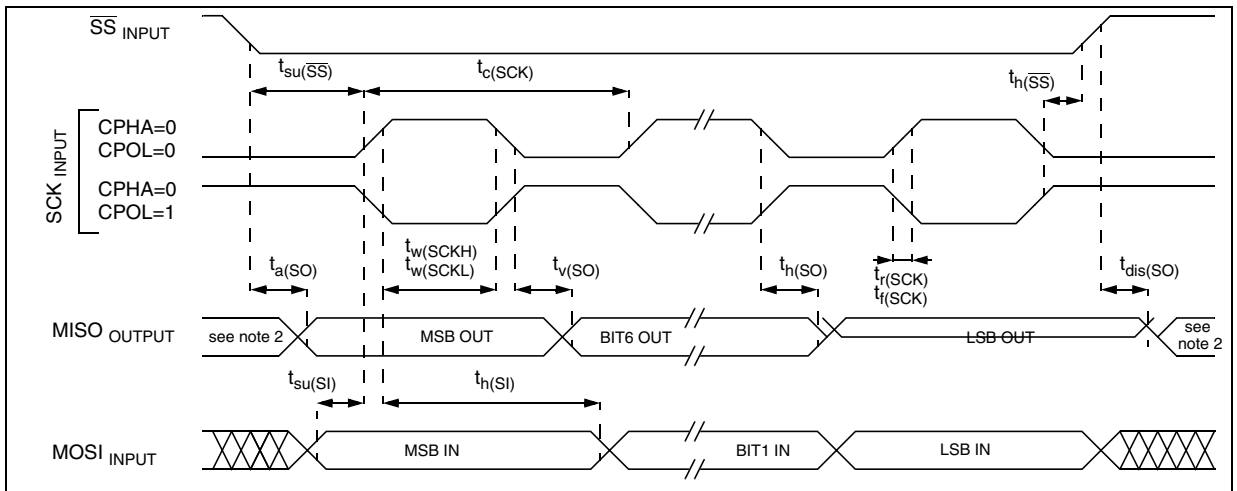 SS INPUT
tsu(SS)
tc(SCK)
th(SS)
SCK INPUT
CPHA=0
CPOL=0
CPHA=0
CPOL=1
ta(SO)
tw(SCKH)
tw(SCKL)
tv(SO)
th(SO)
tr(SCK)
tf(SCK)
tdis(SO)
MISO OUTPUT
see note 2
MSB OUT
BIT6 OUT
LSB OUT
see
note 2
tsu(SI)
th(SI)
MOSI INPUT
MSB IN
BIT1 IN
LSB IN